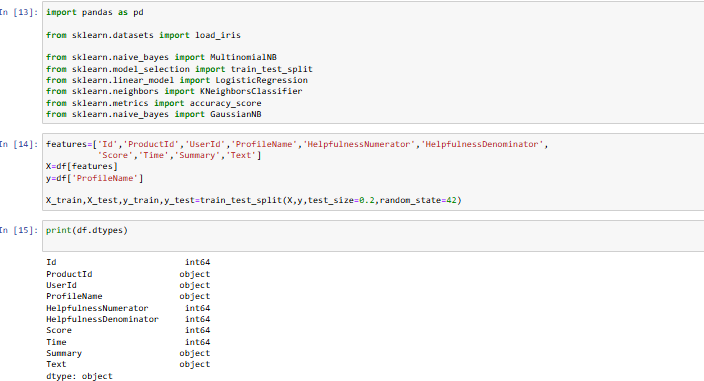 In [13]: import pandas as pd
from sklearn.datasets import load_iris
from sklearn.naive_bayes import MultinomialNB
from sklearn.model_selection import train_test_split
from sklearn.linear_model import LogisticRegression
from sklearn.neighbors import KNeighborsClassifier
from sklearn.metrics import accuracy_score
from sklearn.naive_bayes import GaussianNB
In [14]: features=['Id','ProductId','UserId','ProfileName','HelpfulnessNumerator','HelpfulnessDenominator',
'Score','Time','Summary','Text']
X=df[features]
y=df['ProfileName']
X_train,X_test,y_train,y_test=train_test_split(X,y,test_size=0.2,random_state=42)
In [15]: print(df.dtypes)
Id int64
ProductId object
UserId object
ProfileName object
HelpfulnessNumerator int64
HelpfulnessDenominator int64
Score int64
Time int64
Summary object
Text object
dtype: object